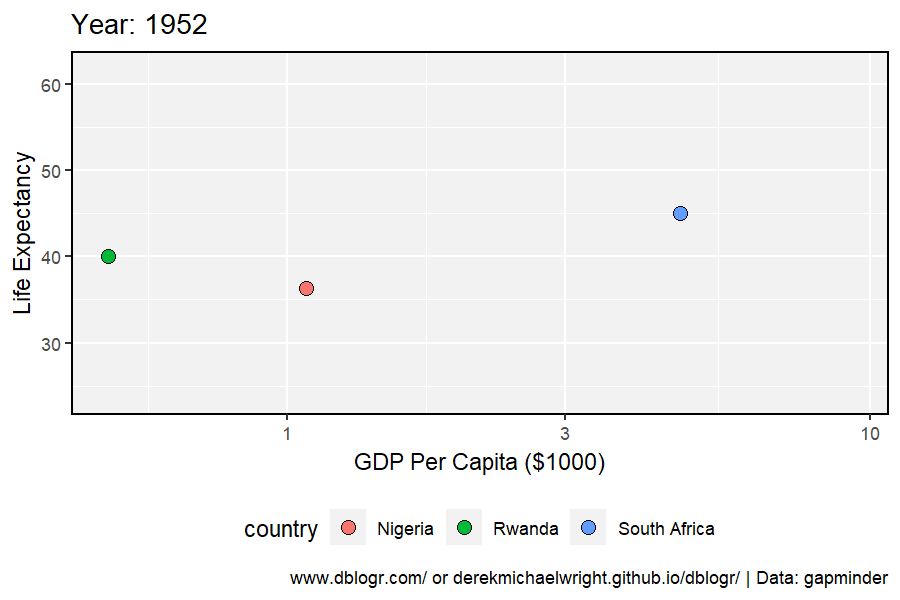 Year: 1952
60
50
40
30
Life Expectancy
1 3 10
GDP Per Capita ($1000)
country Nigeria Rwanda South Africa
www.dblogr.com/ or derekmichaelwright.github.io/dblogr/ | Data: gapminder